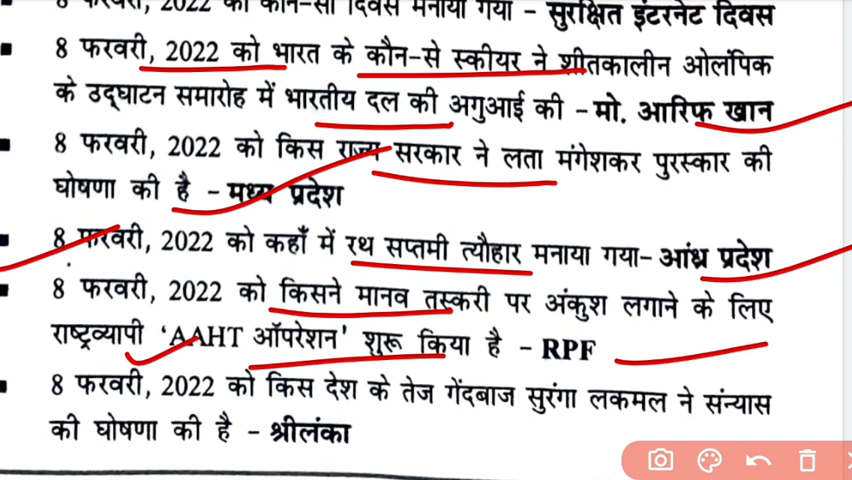 8 फरवरी, 2022 को कौन-सा दिवस मनाया गया – सुरक्षित इंटरनेट दिवस
8 फरवरी, 2022 को भारत के कौन-से स्कीयर ने शीतकालीन ओलंपिक
के उद्घाटन समारोह में भारतीय दल की अगुआई की – मो. आरिफ खान
8 फरवरी, 2022 को किस राज्य सरकार ने लता मंगेशकर पुरस्कार की
घोषणा की है – मध्य प्रदेश
8 फरवरी, 2022 को कहाँ में रथ सप्तमी त्यौहार मनाया गया– आंध्र प्रदेश
8 फरवरी, 2022 को किसने मानव तस्करी पर अंकुश लगाने के लिए
राष्ट्रव्यापी 'AAHT ऑपरेशन' शुरू किया है – RPF
8 फरवरी, 2022 को किस देश के तेज गेंदबाज सुरंगा लकमल ने संन्यास
की घोषणा की है – श्रीलंका